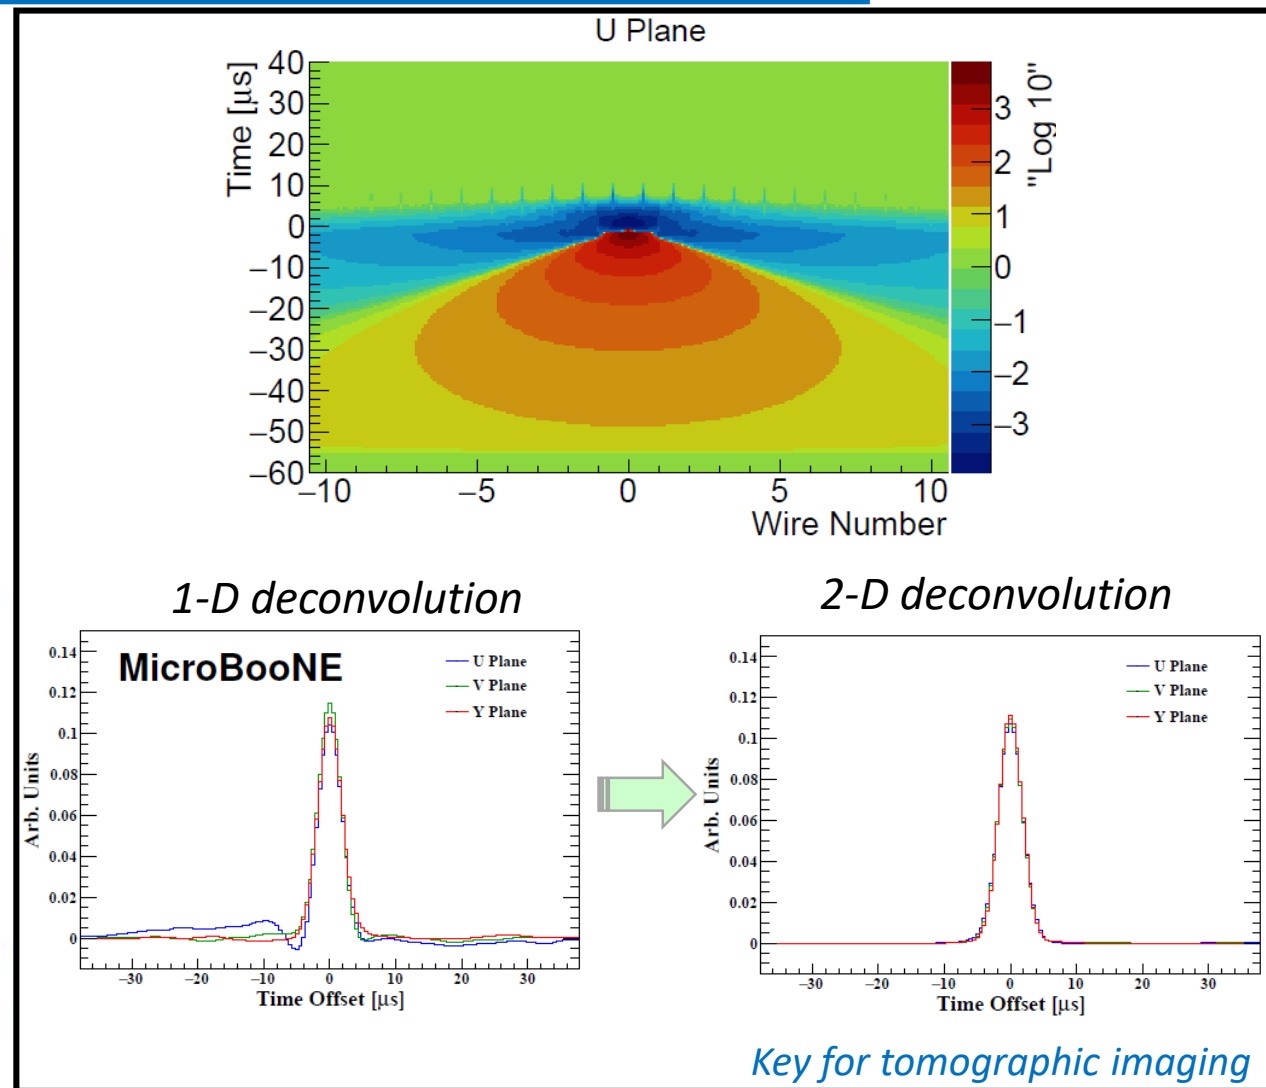 U Plane
Time [μs]
40
30
20
10
0
−10
−20
−30
−40
−50
−60
−10 −5 0 5 10
Wire Number
3
2
1
0
−1
−2
−3
"Log 10"
1-D deconvolution
MicroBooNE
U Plane
V Plane
Y Plane
Arb. Units
0.14
0.12
0.1
0.08
0.06
0.04
0.02
0
−30 −20 −10 0 10 20 30
Time Offset [μs]
2-D deconvolution
U Plane
V Plane
Y Plane
Arb. Units
0.14
0.12
0.1
0.08
0.06
0.04
0.02
0
−30 −20 −10 0 10 20 30
Time Offset [μs]
Key for tomographic imaging